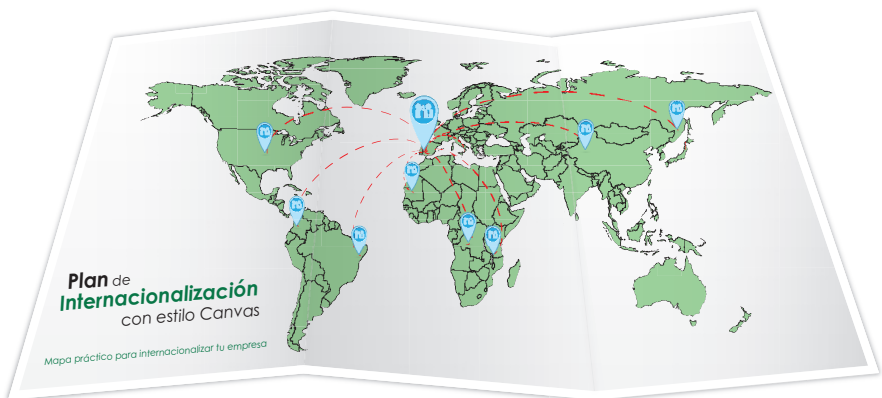 Plan de
Internacionalización
con estilo Canvas
Mapa práctico para internacionalizar tu empresa